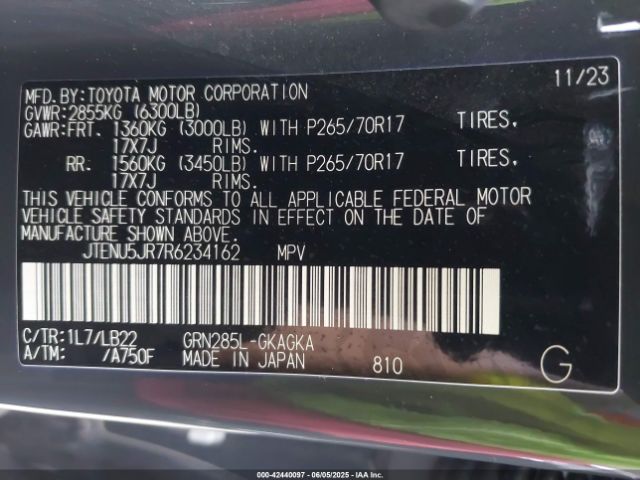 11/23
MFD.BY:TOYOTA MOTOR CORPORATION
GVWR:2855KG (6300LB)
GAWR:FRT. 1360KG (3000LB) WITH P265/70R17 TIRES,
17X7J RIMS.
RR. 1560KG (3450LB) WITH P265/70R17 TIRES,
17X7J RIMS.
THIS VEHICLE CONFORMS TO ALL APPLICABLE FEDERAL MOTOR
VEHICLE SAFETY STANDARDS IN EFFECT ON THE DATE OF
MANUFACTURE SHOWN ABOVE.
JTENU5JR7R6234162 MPV
C/TR:1L7/LB22 GRN285L-GKAGKA
A/TM: /A750F MADE IN JAPAN 810 G
000-42440097 - 06/05/2025 - IAA Inc.